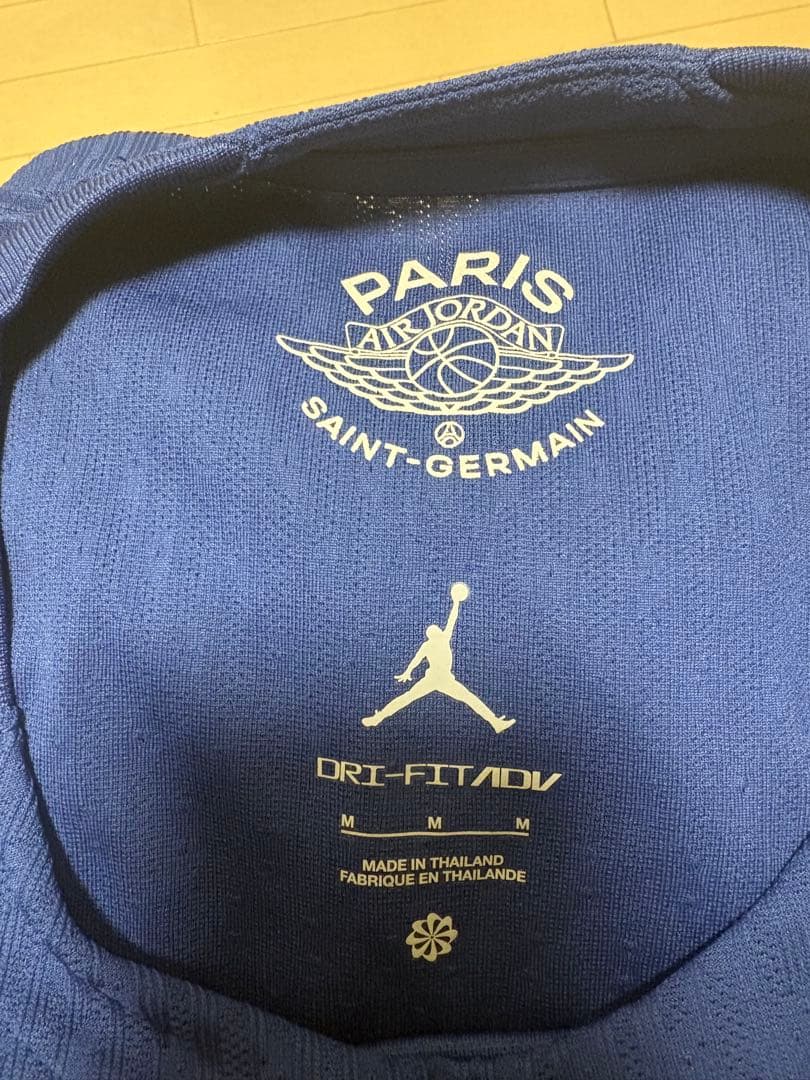 PARIS
AIR JORDAN
SAINT-GERMAIN
DRI-FIT ADV
M M M
MADE IN THAILAND
FABRIQUE EN THAILANDE